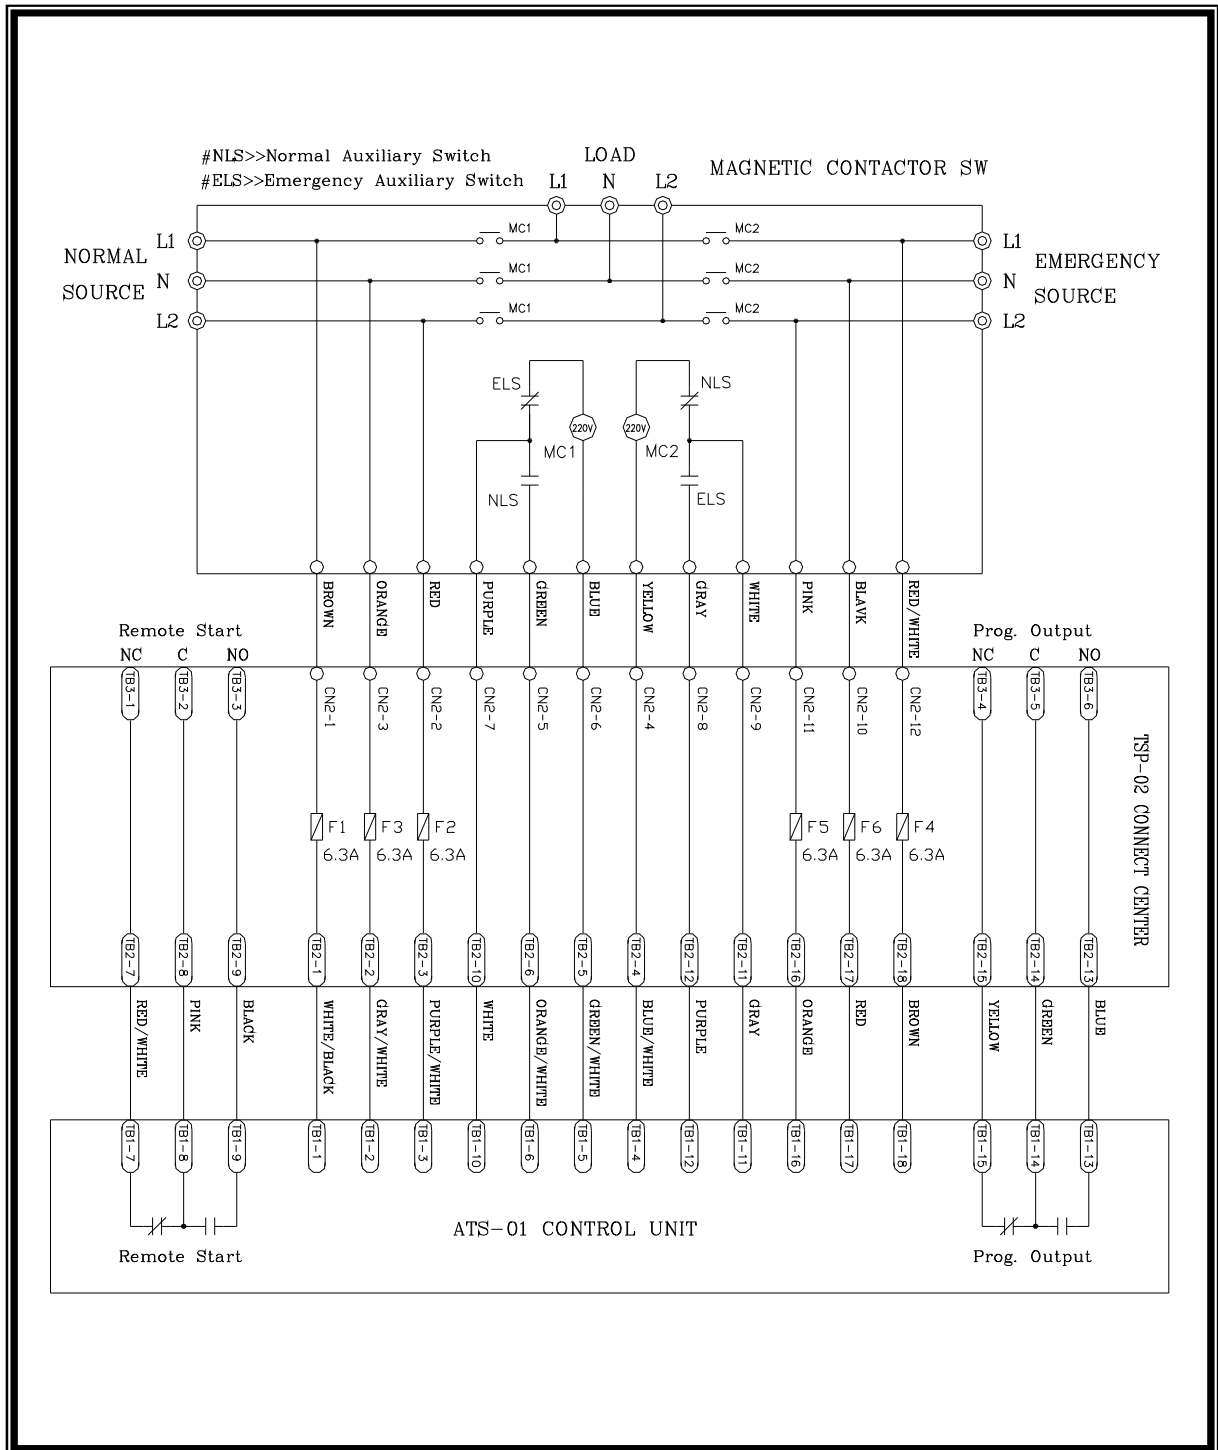 #NLS>>Normal Auxiliary Switch
#ELS>>Emergency Auxiliary Switch
LOAD
L1 N L2
MAGNETIC CONTACTOR SW
NORMAL
SOURCE
L1
N
L2
MC1
MC1
MC1
MC2
MC2
MC2
L1
N
L2
EMERGENCY
SOURCE
ELS
220V
MC1
NLS
NLS
220V
MC2
ELS
BROWN
ORANGE
RED
PURPLE
GREEN
BLUE
YELLOW
GRAY
WHITE
PINK
BLAVK
RED/WHITE
Remote Start
NC C NO
Prog. Output
NC C NO
TB3-1
TB3-2
TB3-3
CN2-1
CN2-3
CN2-2
CN2-7
CN2-5
CN2-6
CN2-4
CN2-8
CN2-9
CN2-11
CN2-10
CN2-12
TB3-4
TB3-5
TB3-6
TSP-02 CONNECT CENTER
F1
6.3A
F3
6.3A
F2
6.3A
F5
6.3A
F6
6.3A
F4
6.3A
TB2-7
TB2-8
TB2-9
TB2-1
TB2-2
TB2-3
TB2-10
TB2-6
TB2-5
TB2-4
TB2-12
TB2-11
TB2-16
TB2-17
TB2-18
TB2-15
TB2-14
TB2-13
RED/WHITE
PINK
BLACK
WHITE/BLACK
GRAY/WHITE
PURPLE/WHITE
WHITE
ORANGE/WHITE
GREEN/WHITE
BLUE/WHITE
PURPLE
GRAY
ORANGE
RED
BROWN
YELLOW
GREEN
BLUE
TB1-7
TB1-8
TB1-9
TB1-1
TB1-2
TB1-3
TB1-10
TB1-6
TB1-5
TB1-4
TB1-12
TB1-11
TB1-16
TB1-17
TB1-18
TB1-15
TB1-14
TB1-13
Remote Start
ATS-01 CONTROL UNIT
Prog. Output